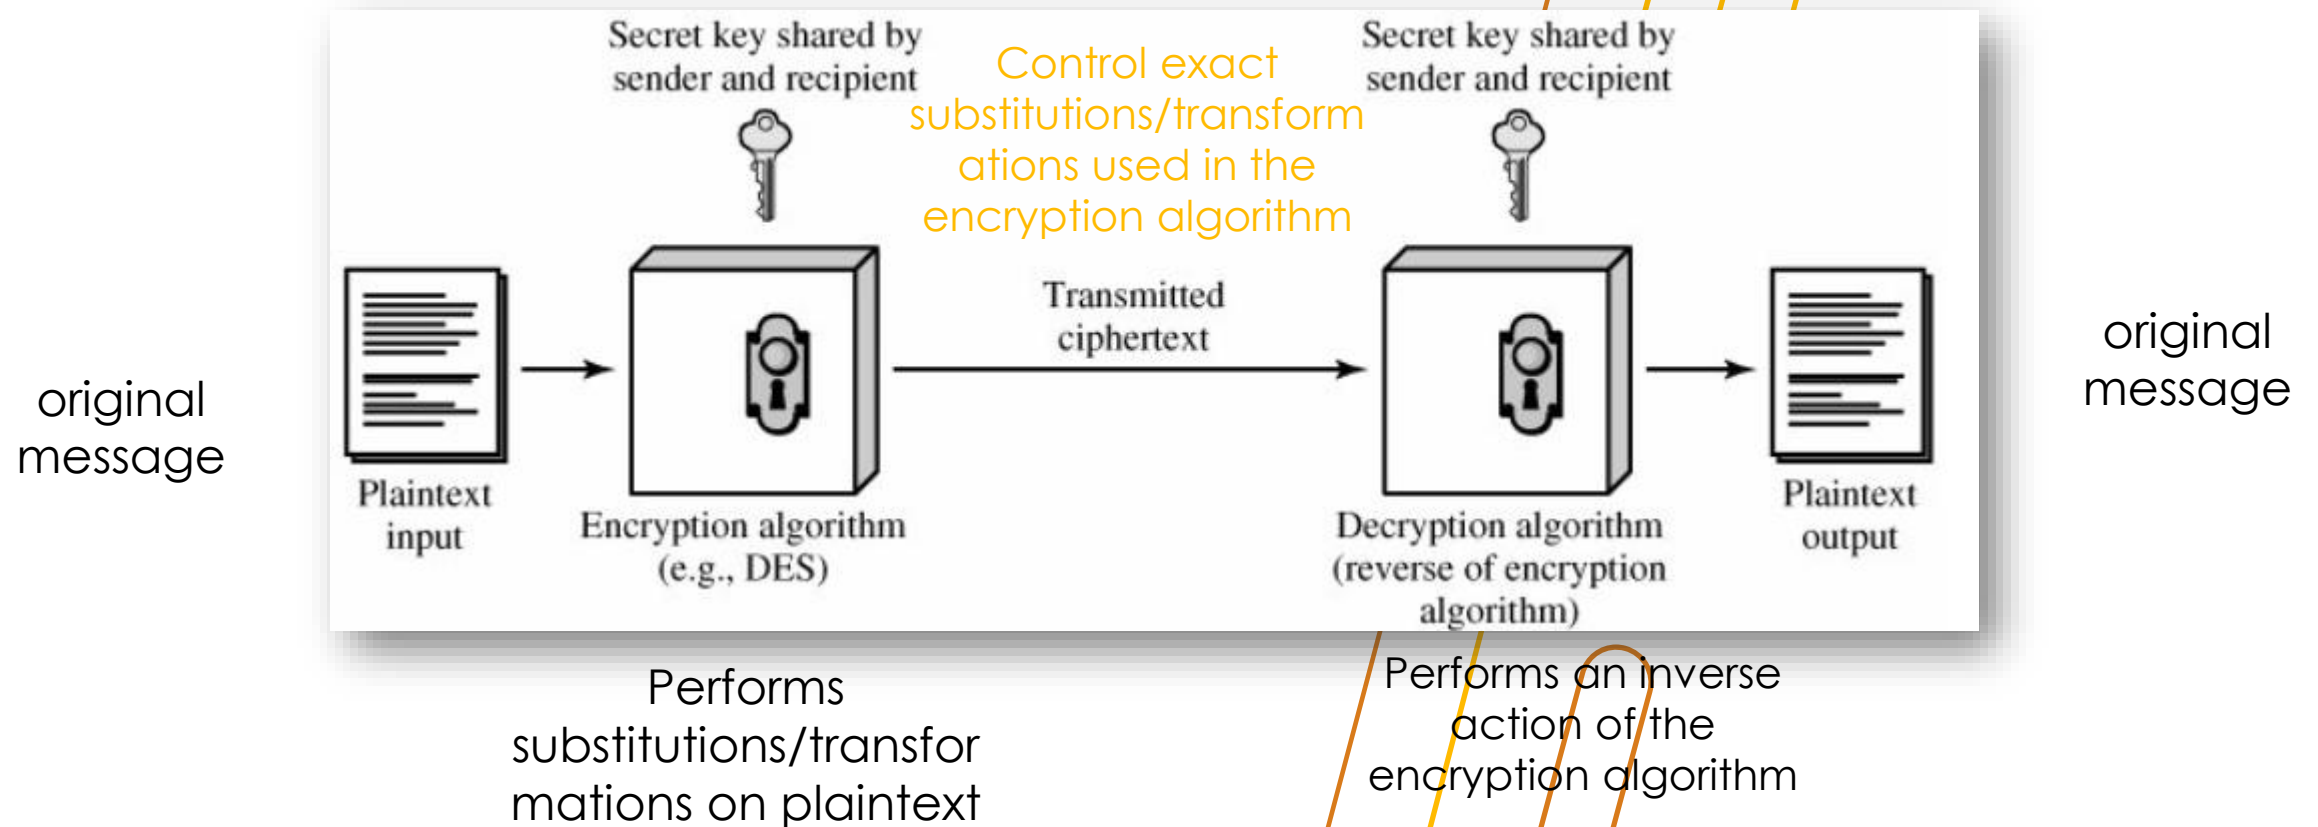 Secret key shared by
sender and recipient
Control exact
substitutions/transform
ations used in the
encryption algorithm
Secret key shared by
sender and recipient
original
message
Plaintext
input
Encryption algorithm
(e.g., DES)
Transmitted
ciphertext
Decryption algorithm
(reverse of encryption
algorithm)
Plaintext
output
original
message
Performs
substitutions/transfor
mations on plaintext
Performs an inverse
action of the
encryption algorithm